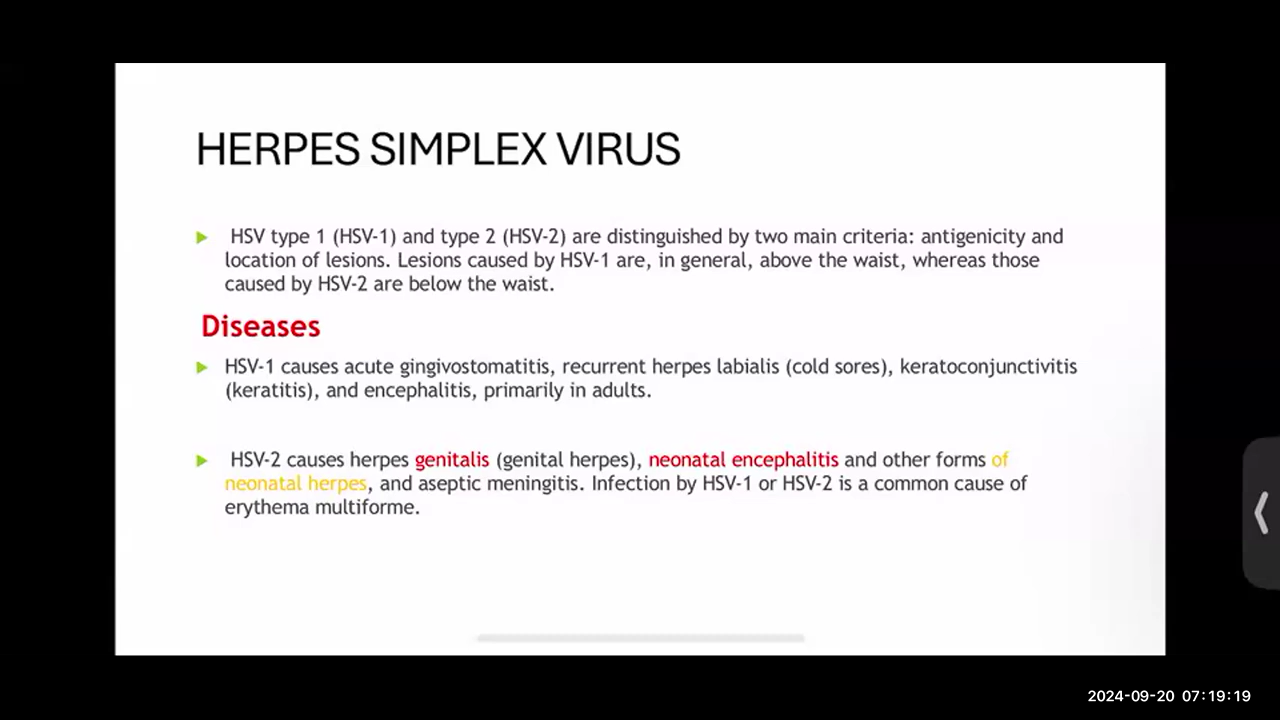 HERPES SIMPLEX VIRUS
HSV type 1 (HSV-1) and type 2 (HSV-2) are distinguished by two main criteria: antigenicity and
location of lesions. Lesions caused by HSV-1 are, in general, above the waist, whereas those
caused by HSV-2 are below the waist.
Diseases
HSV-1 causes acute gingivostomatitis, recurrent herpes labialis (cold sores), keratoconjunctivitis
(keratitis), and encephalitis, primarily in adults.
HSV-2 causes herpes genitalis (genital herpes), neonatal encephalitis and other forms of
neonatal herpes, and aseptic meningitis. Infection by HSV-1 or HSV-2 is a common cause of
erythema multiforme.
2024-09-20 07:19:19